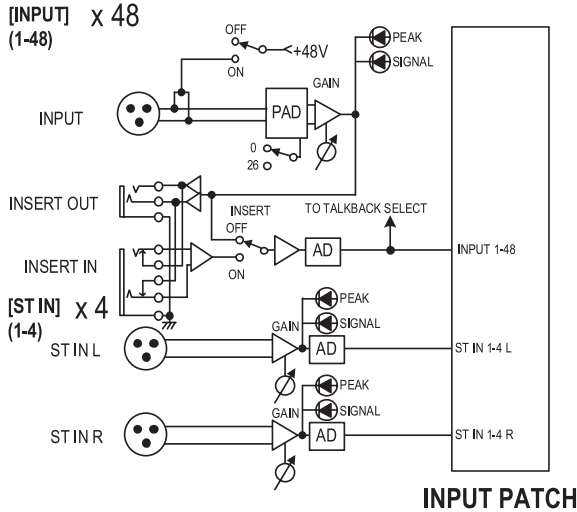 [INPUT] x 48
(1-48)
OFF
+48V
ON
PEAK
SIGNAL
GAIN
INPUT
PAD
0
26
INSERT OUT
INSERT
OFF
TO TALKBACK SELECT
AD
INPUT 1-48
INSERT IN
ON
[ST IN] x 4
(1-4)
PEAK
SIGNAL
GAIN
ST IN L
AD
ST IN 1-4 L
PEAK
SIGNAL
GAIN
ST IN R
AD
ST IN 1-4 R
INPUT PATCH